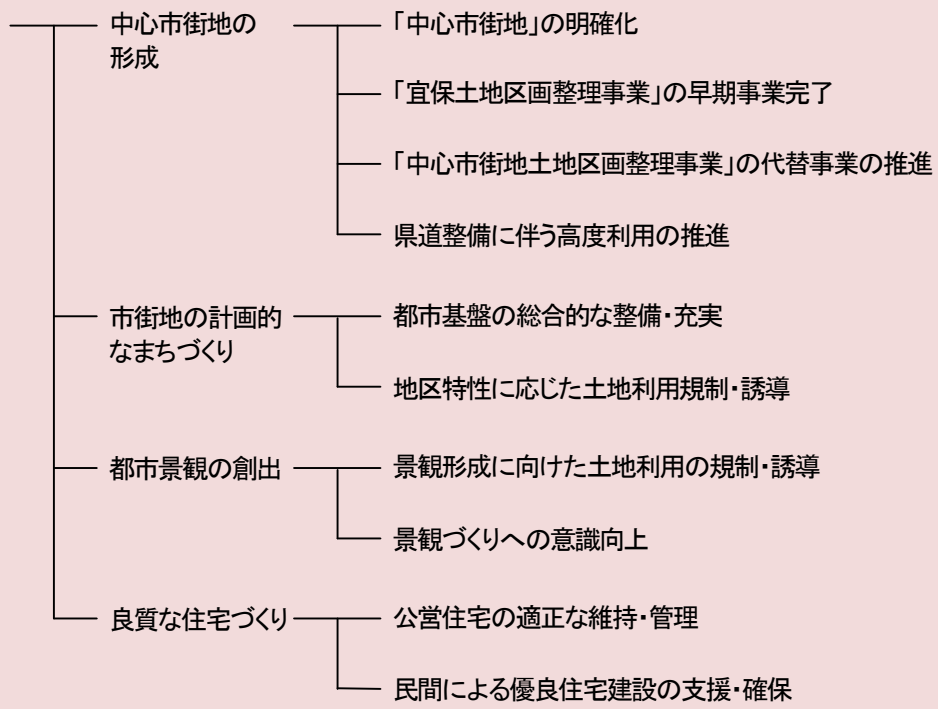 中心市街地の
形成
「中心市街地」の明確化
「宜保土地区画整理事業」の早期事業完了
「中心市街地土地区画整理事業」の代替事業の推進
県道整備に伴う高度利用の推進
市街地の計画的
なまちづくり
都市基盤の総合的な整備・充実
地区特性に応じた土地利用規制・誘導
都市景観の創出
景観形成に向けた土地利用の規制・誘導
景観づくりへの意識向上
良質な住宅づくり
公営住宅の適正な維持・管理
民間による優良住宅建設の支援・確保